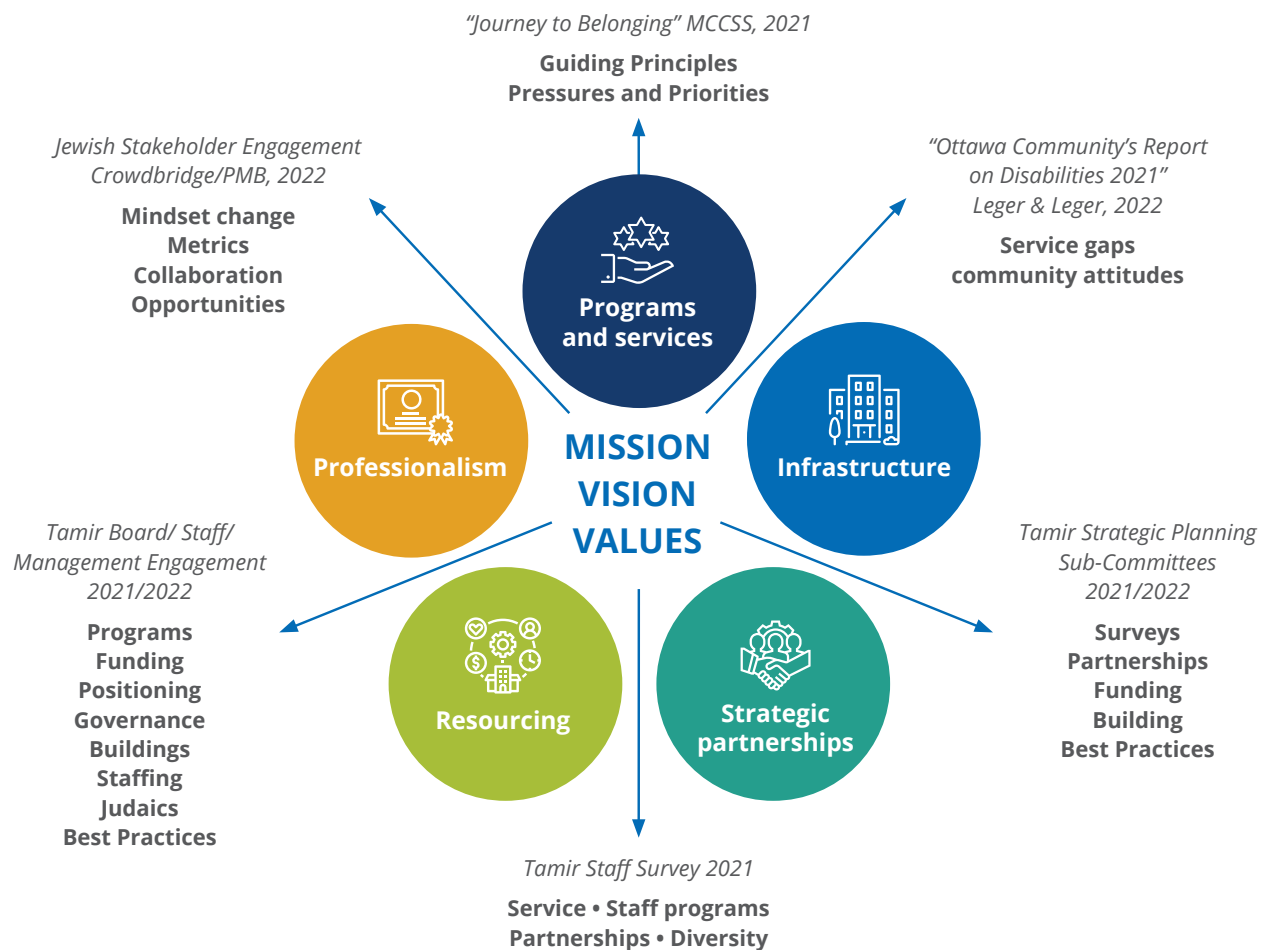 “Journey to Belonging” MCCSS, 2021
Guiding Principles
Pressures and Priorities
Jewish Stakeholder Engagement
Crowdbridge/PMB, 2022
Mindset change
Metrics
Collaboration
Opportunities
“Ottawa Community’s Report
on Disabilities 2021”
Leger & Leger, 2022
Service gaps
community attitudes
Programs
and services
Professionalism
MISSION
VISION
VALUES
Infrastructure
Tamir Board/ Staff/
Management Engagement
2021/2022
Programs
Funding
Positioning
Governance
Buildings
Staffing
Judaics
Best Practices
Resourcing
Strategic
partnerships
Tamir Strategic Planning
Sub-Committees
2021/2022
Surveys
Partnerships
Funding
Building
Best Practices
Tamir Staff Survey 2021
Service • Staff programs
Partnerships • Diversity